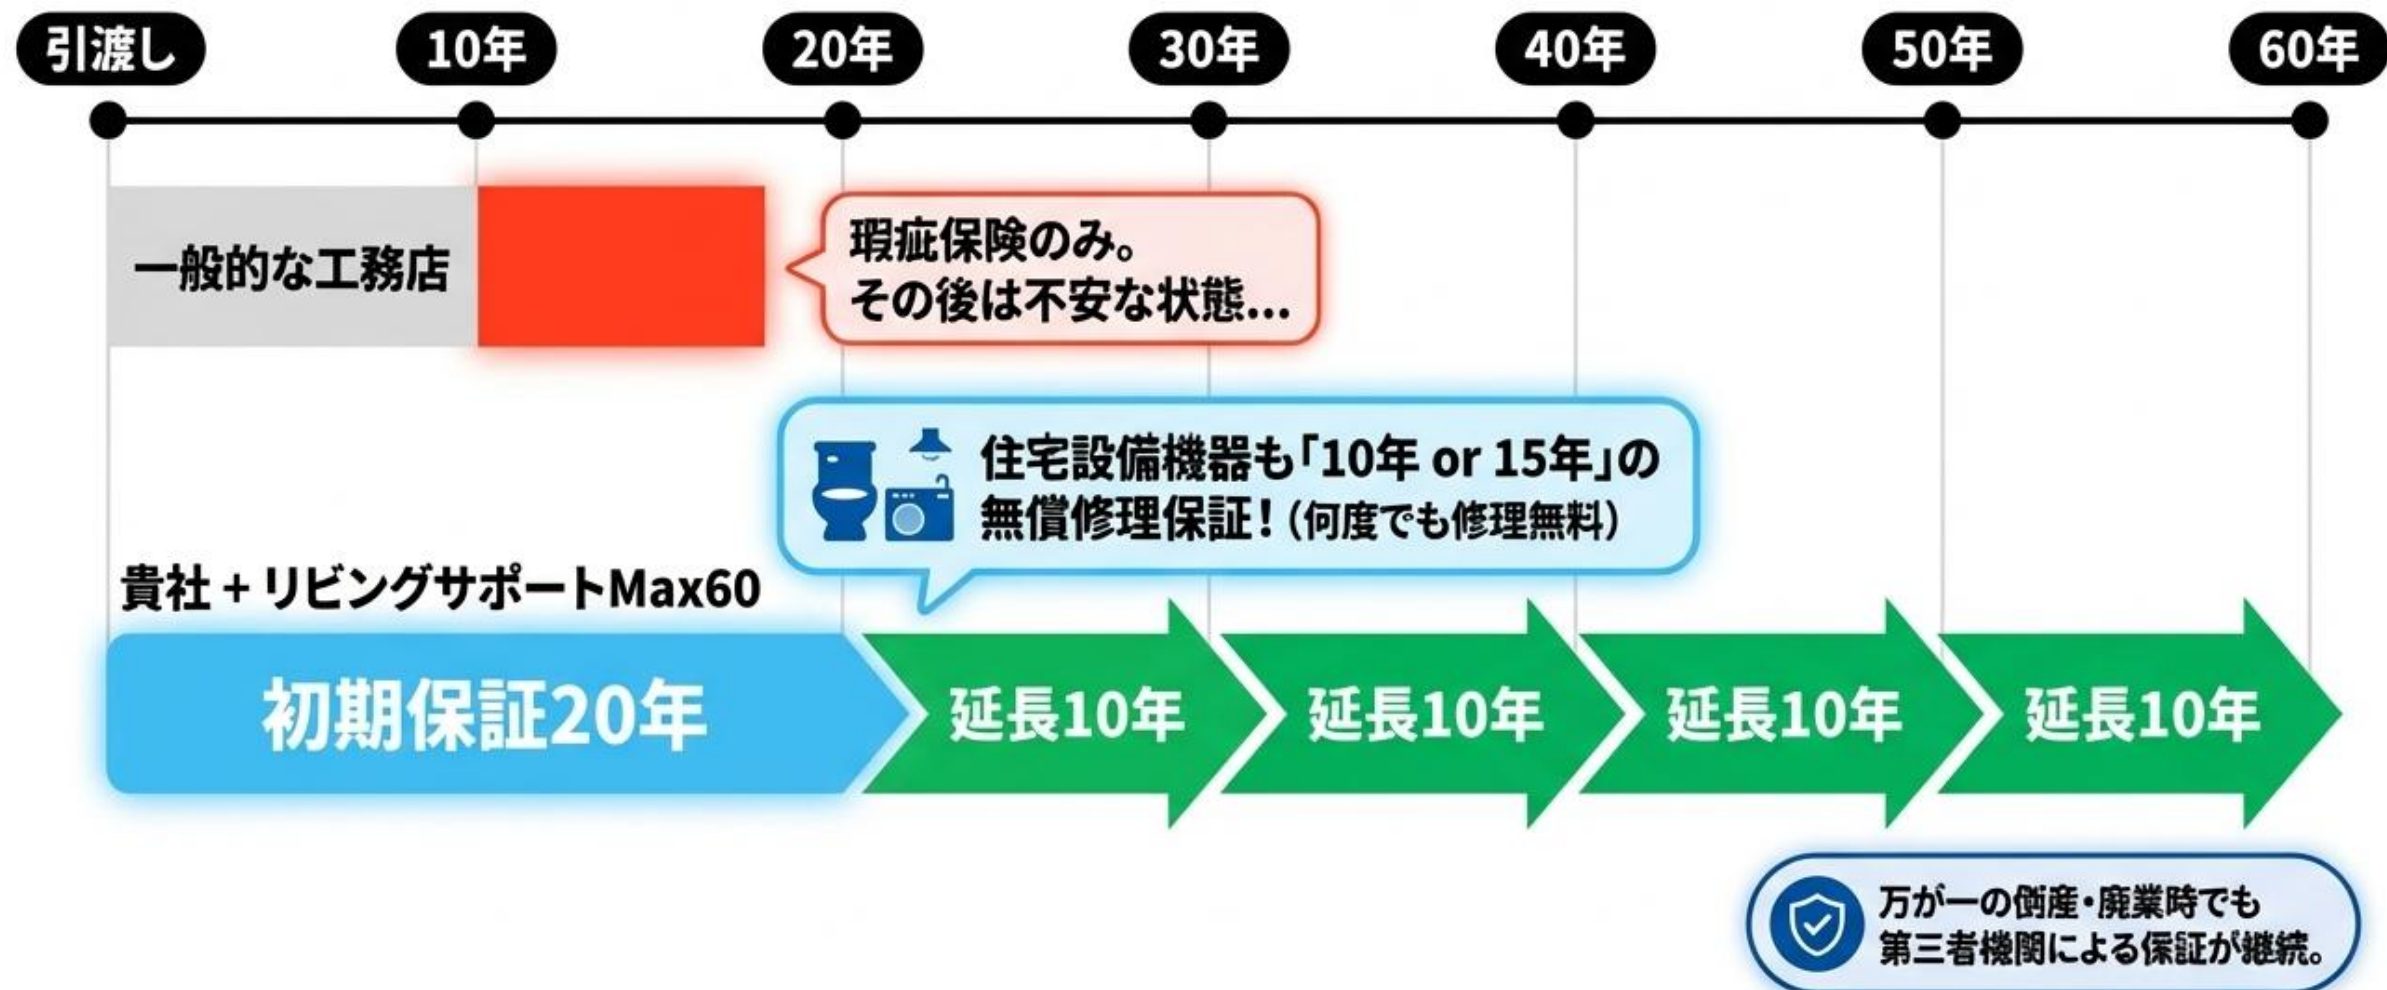 引渡し 10年 20年 30年 40年 50年 60年
一般的な工務店
瑕疵保険のみ。
その後は不安な状態...
住宅設備機器も「10年 or 15年」の
無償修理保証!(何度でも修理無料)
貴社 + リビングサポートMax60
初期保証20年 延長10年 延長10年 延長10年 延長10年
万が一の倒産・廃業時でも
第三者機関による保証が継続。